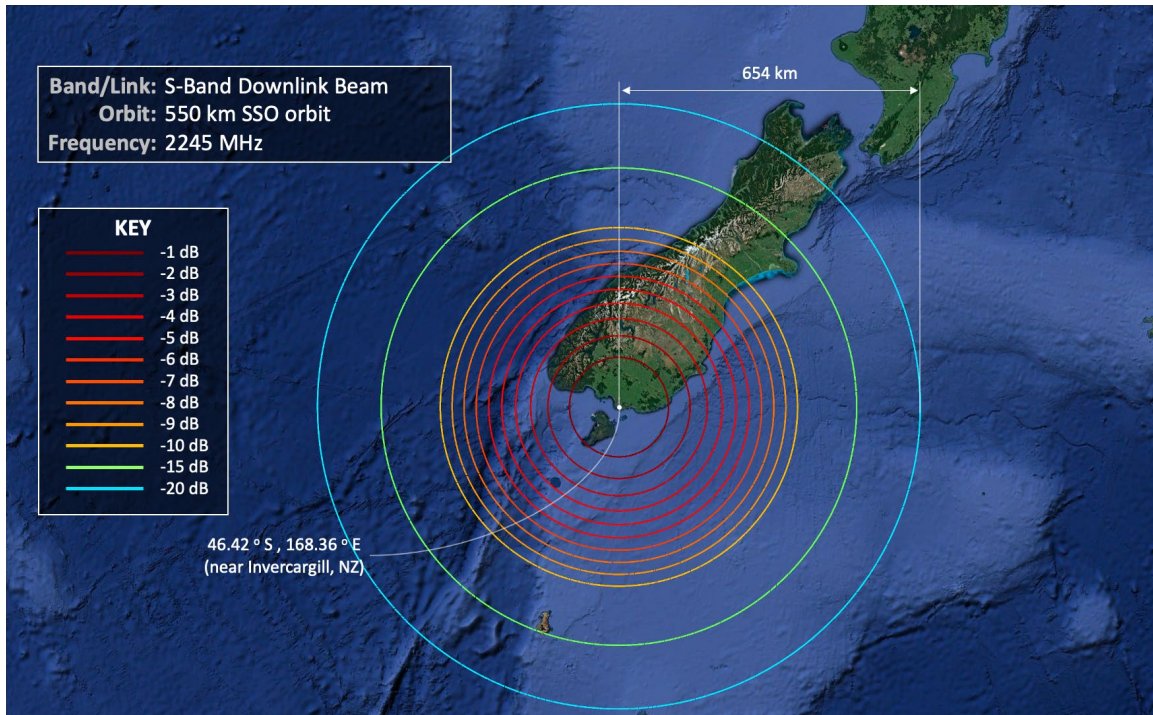 Band/Link: S-Band Downlink Beam
Orbit: 550 km SSO orbit
Frequency: 2245 MHz
654 km
KEY
-1 dB
-2 dB
-3 dB
-4 dB
-5 dB
-6 dB
-7 dB
-8 dB
-9 dB
-10 dB
-15 dB
-20 dB
46.42 º S , 168.36 º E
(near Invercargill, NZ)